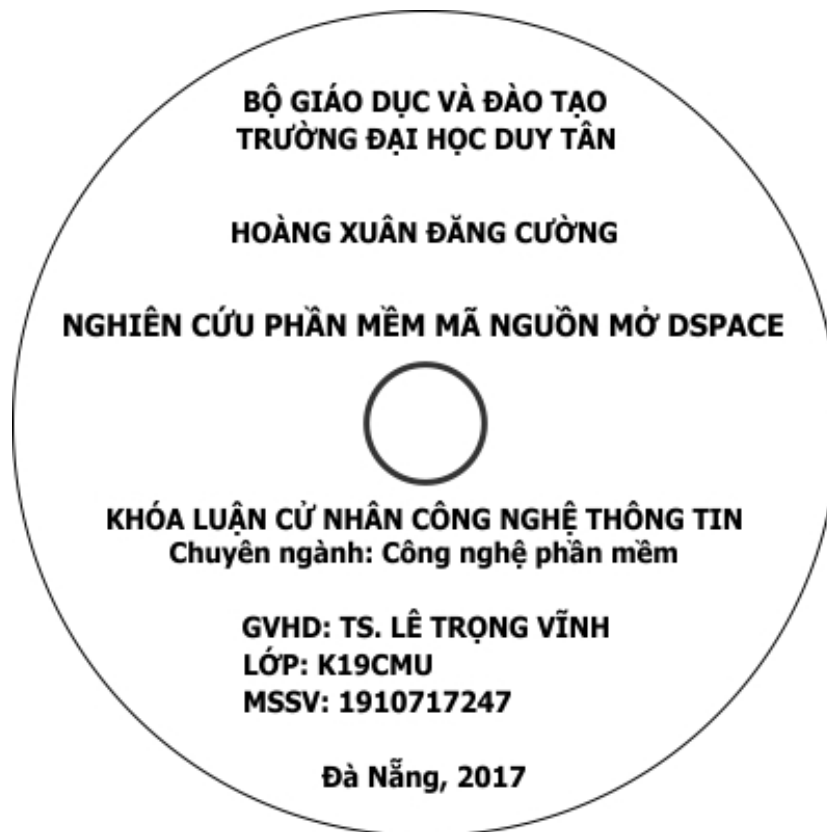 BỘ GIÁO DỤC VÀ ĐÀO TẠO
TRƯỜNG ĐẠI HỌC DUY TÂN
HOÀNG XUÂN ĐĂNG CƯỜNG
NGHIÊN CỨU PHẦN MỀM MÃ NGUỒN MỞ DSPACE
KHÓA LUẬN CỬ NHÂN CÔNG NGHỆ THÔNG TIN
Chuyên ngành: Công nghệ phần mềm
GVHD: TS. LÊ TRỌNG VĨNH
LỚP: K19CMU
MSSV: 1910717247
Đà Nẵng, 2017